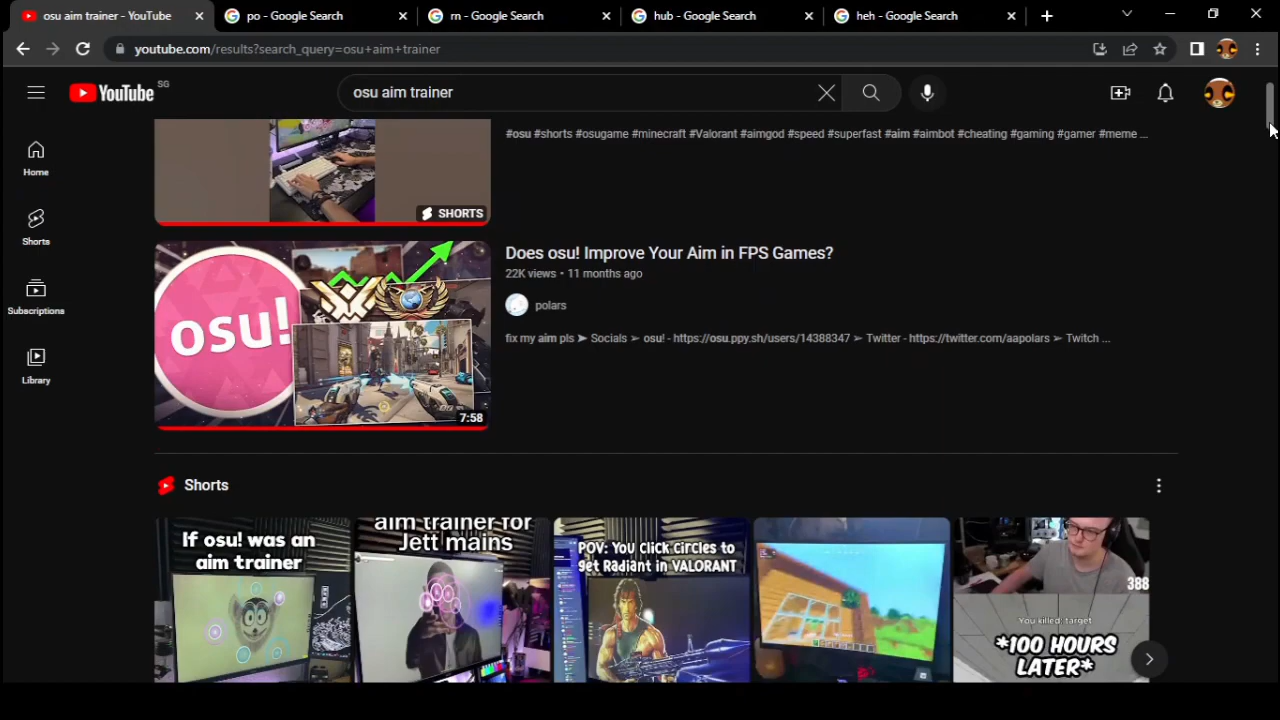 osu aim trainer - YouTube
po - Google Search
rn - Google Search
hub - Google Search
heh - Google Search
youtube.com/results?search_query=osu+aim+trainer
YouTube SG
osu aim trainer
#osu #shorts #osugame #minecraft #Valorant #aimgod #speed #superfast #aim #aimbot #cheating #gaming #gamer #meme ...
Home
SHORTS
Shorts
Does osu! Improve Your Aim in FPS Games?
22K views • 11 months ago
polars
Subscriptions
osu!
fix my aim pls ➤ Socials ➢ osu! - https://osu.ppy.sh/users/14388347 ➢ Twitter - https://twitter.com/aapolars ➢ Twitch ...
Library
7:58
Shorts
If osu! was an
aim trainer
aim trainer for
Jett mains
POV: You click circles to
get Radiant in VALORANT
388
You killed: target
*100 HOURS
LATER*